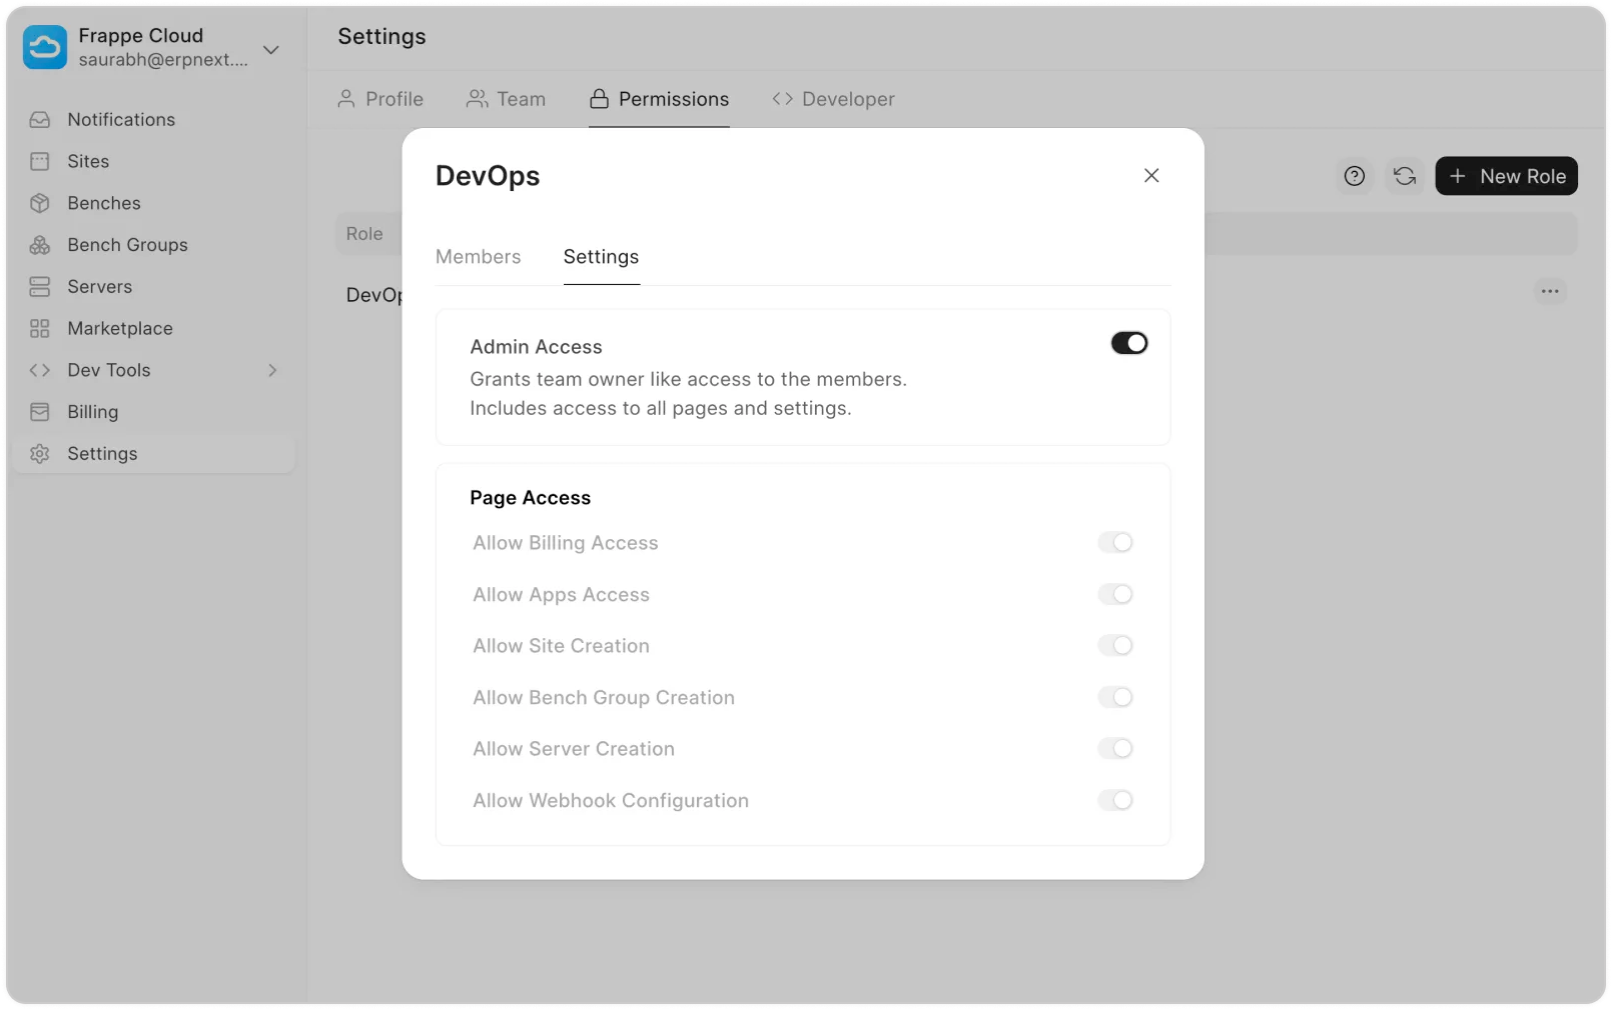 Frappe Cloud
saurabh@erpnext....
Notifications
Sites
Benches
Bench Groups
Servers
Marketplace
Dev Tools
Billing
Settings
Settings
Profile
Team
Permissions
Developer
New Role
Role
DevOp
DevOps
Members
Settings
Admin Access
Grants team owner like access to the members.
Includes access to all pages and settings.
Page Access
Allow Billing Access
Allow Apps Access
Allow Site Creation
Allow Bench Group Creation
Allow Server Creation
Allow Webhook Configuration